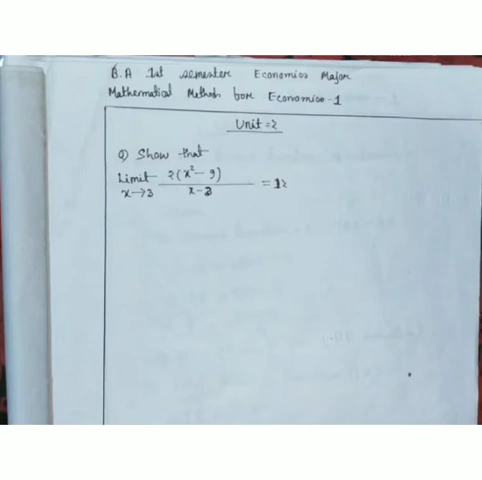 B.A 1st semester Economics Major
Mathematical Methods for Economics-1
Unit=2
Q) Show that
Limit 2(x²-9)
x→3 x-3 =12